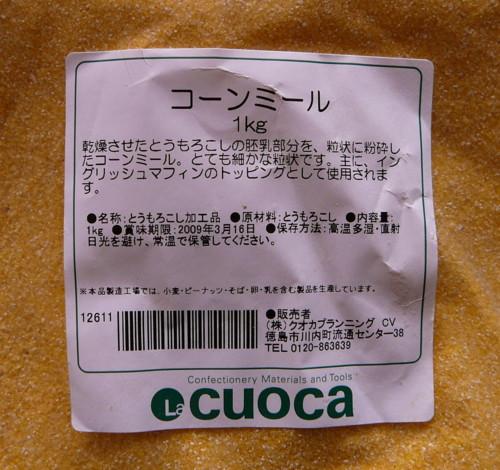 コーンミール
1kg
乾燥させたとうもろこしの胚乳部分を、粒状に粉砕し
たコーンミール。とても細かな粒状です。主に、イン
グリッシュマフィンのトッピングとして使用されま
す。
●名称:とうもろこし加工品 ●原材料:とうもろこし ●内容量:
1kg ●賞味期限:2009年3月16日 ●保存方法:高温多湿・直射
日光を避け、常温で保管してください。
※本品製造工場では、小麦・ピーナッツ・そば・卵・乳を含む製品を生産しています。
12611
●販売者
(株)クオカプランニング CV
徳島市川内町流通センター38
TEL 0120-863639
Confectionery Materials and Tools
La cuoca